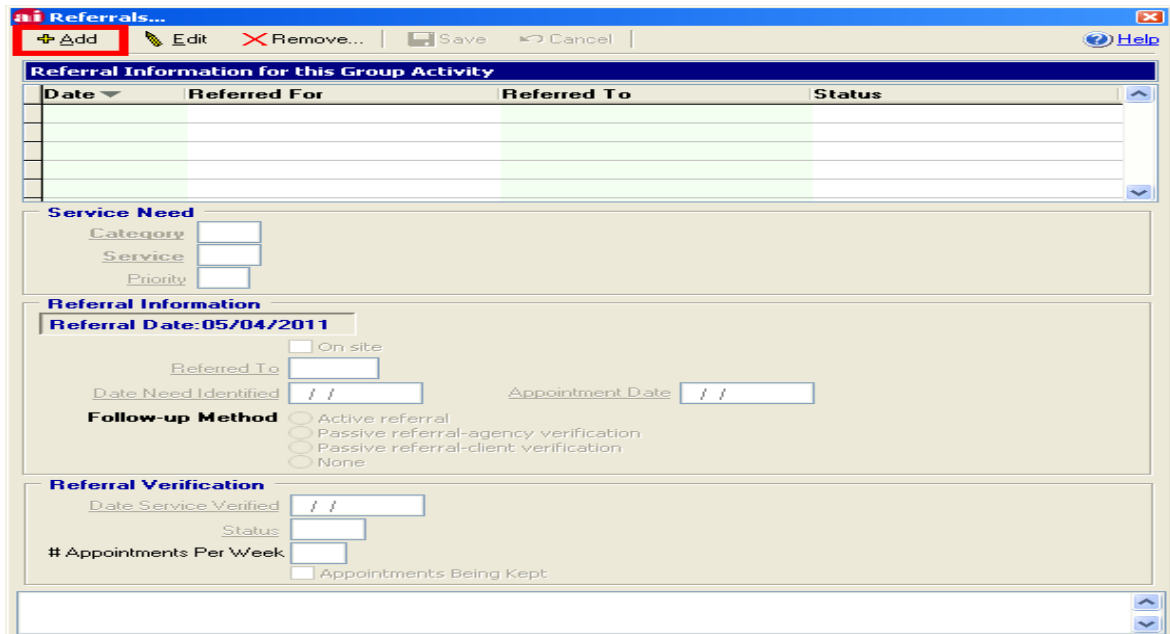 ai Referrals...
Add Edit Remove... Save Cancel Help
Referral Information for this Group Activity
Date Referred For Referred To Status
Service Need
Category
Service
Priority
Referral Information
Referral Date:05/04/2011
On site
Referred To
Date Need Identified / / Appointment Date / /
Follow-up Method Active referral
Passive referral-agency verification
Passive referral-client verification
None
Referral Verification
Date Service Verified / /
Status
# Appointments Per Week
Appointments Being Kept